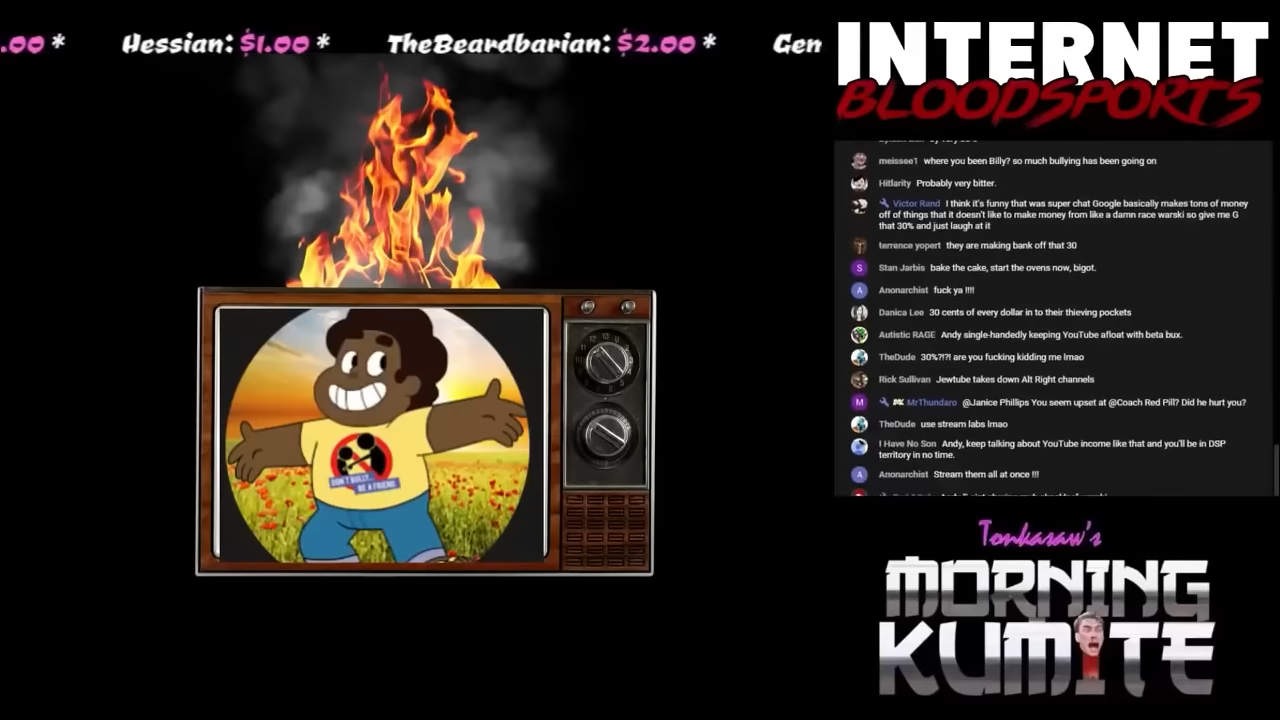 .00 * Hessian: $1.00 * TheBeardbarian: $2.00 * Gen
INTERNET
BLOODSPORTS
meissee1 where you been Billy? so much bullying has been going on
Hitlarity Probably very bitter.
Victor Rand I think it's funny that was super chat Google basically makes tons of money
off of things that it doesn't like to make money from like a damn race warski so give me G
that 30% and just laugh at it
terrence yopert they are making bank off that 30
S Stan Jarbis bake the cake, start the ovens now, bigot.
A Anonarchist fuck ya !!!!
Danica Lee 30 cents of every dollar in to their thieving pockets
Autistic RAGE Andy single-handedly keeping YouTube afloat with beta bux.
TheDude 30%?!?! are you fucking kidding me lmao
Rick Sullivan Jewtube takes down Alt Right channels
M MrThundaro @Janice Phillips You seem upset at @Coach Red Pill? Did he hurt you?
TheDude use stream labs lmao
I Have No Son Andy, keep talking about YouTube income like that and you'll be in DSP
territory in no time.
A Anonarchist Stream them all at once !!!
DON'T BULLY...
BE A FRIEND.
Tonkasaw's
MORNING
KUMITE